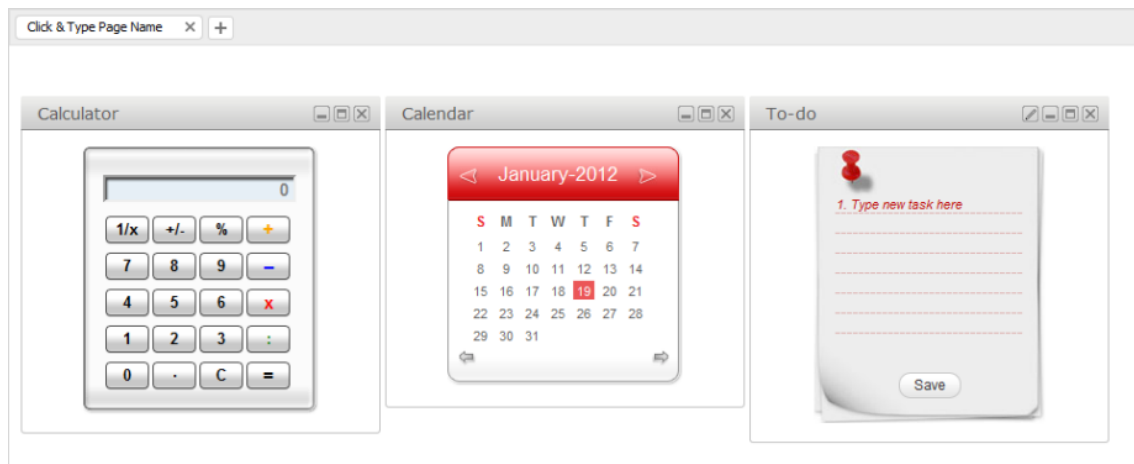 Click & Type Page Name
Calculator
0
1/x +/- % +
7 8 9 –
4 5 6 x
1 2 3 :
0 · C =
Calendar
January-2012
S M T W T F S
1 2 3 4 5 6 7
8 9 10 11 12 13 14
15 16 17 18 19 20 21
22 23 24 25 26 27 28
29 30 31
To-do
1. Type new task here
Save